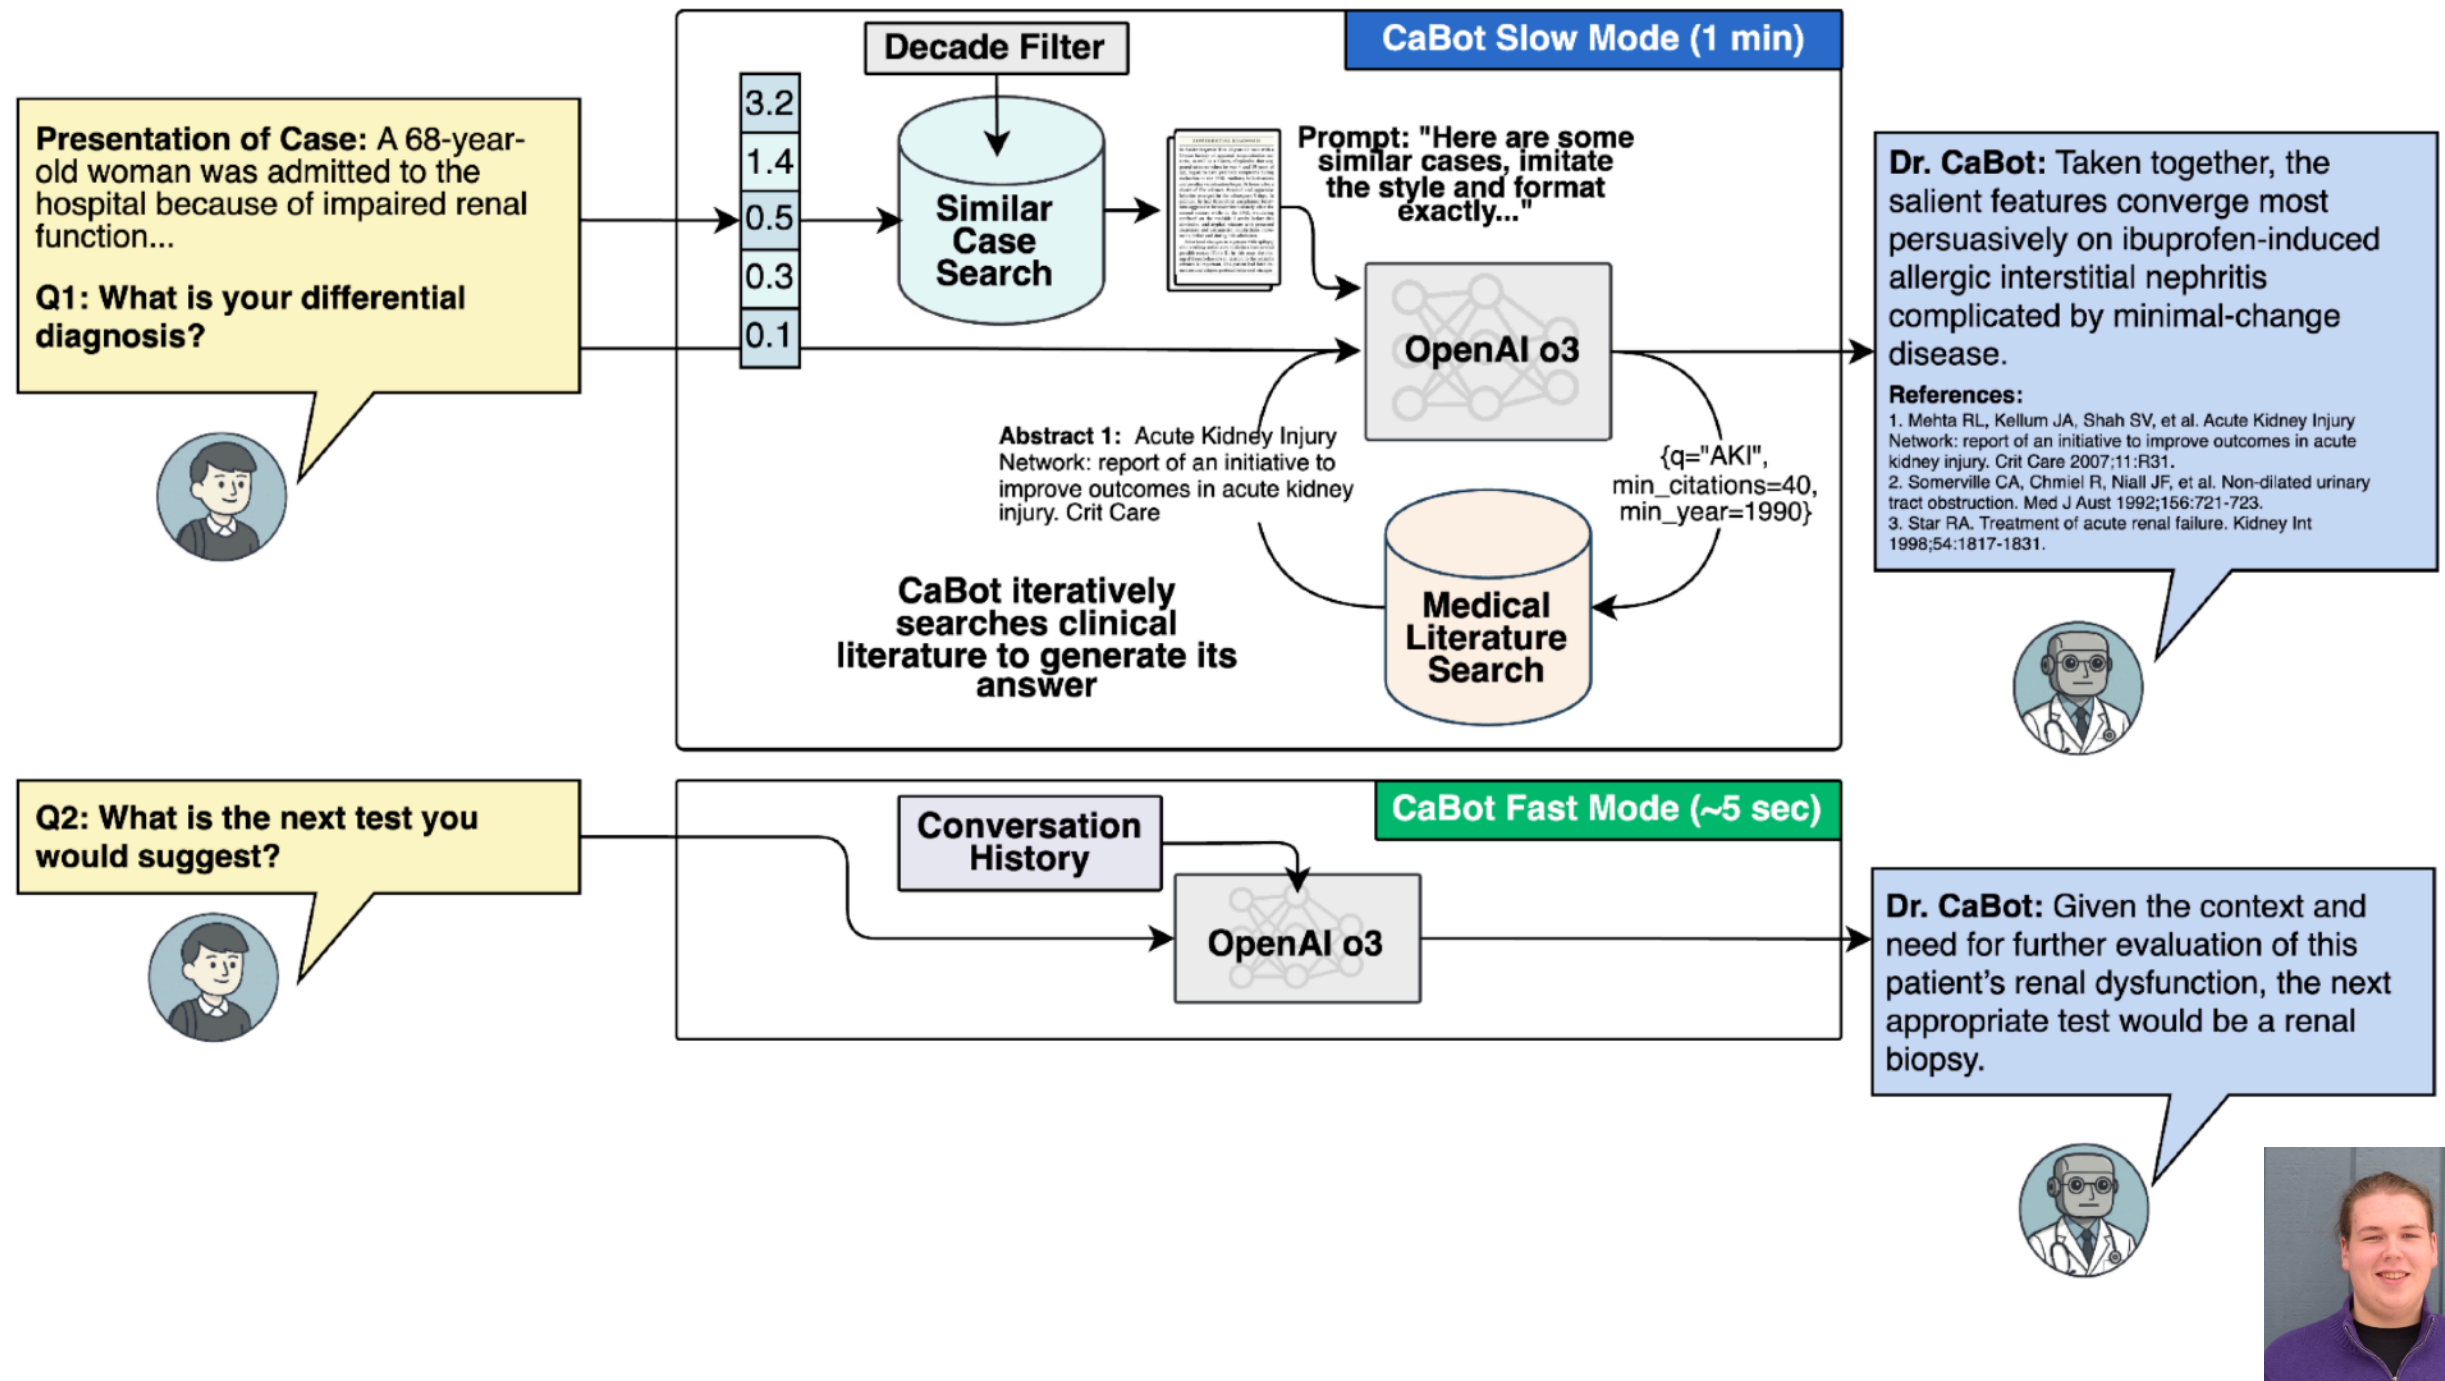 Decade Filter
CaBot Slow Mode (1 min)
3.2
1.4
0.5
0.3
0.1
Presentation of Case: A 68-year-
old woman was admitted to the
hospital because of impaired renal
function...
Q1: What is your differential
diagnosis?
Similar
Case
Search
Prompt: "Here are some
similar cases, imitate
the style and format
exactly..."
OpenAI o3
Abstract 1: Acute Kidney Injury
Network: report of an initiative to
improve outcomes in acute kidney
injury. Crit Care
{q="AKI",
min_citations=40,
min_year=1990}
CaBot iteratively
searches clinical
literature to generate its
answer
Medical
Literature
Search
Dr. CaBot: Taken together, the
salient features converge most
persuasively on ibuprofen-induced
allergic interstitial nephritis
complicated by minimal-change
disease.
References:
1. Mehta RL, Kellum JA, Shah SV, et al. Acute Kidney Injury
Network: report of an initiative to improve outcomes in acute
kidney injury. Crit Care 2007;11:R31.
2. Somerville CA, Chmiel R, Niall JF, et al. Non-dilated urinary
tract obstruction. Med J Aust 1992;156:721-723.
3. Star RA. Treatment of acute renal failure. Kidney Int
1998;54:1817-1831.
Q2: What is the next test you
would suggest?
Conversation
History
CaBot Fast Mode (~5 sec)
OpenAI o3
Dr. CaBot: Given the context and
need for further evaluation of this
patient's renal dysfunction, the next
appropriate test would be a renal
biopsy.